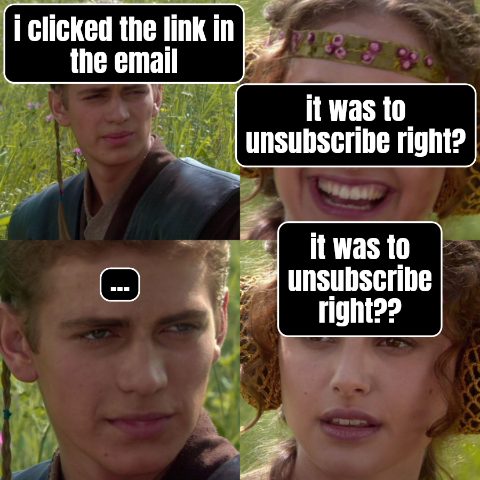 i clicked the link in
the email
it was to
unsubscribe right?
...
it was to
unsubscribe
right??